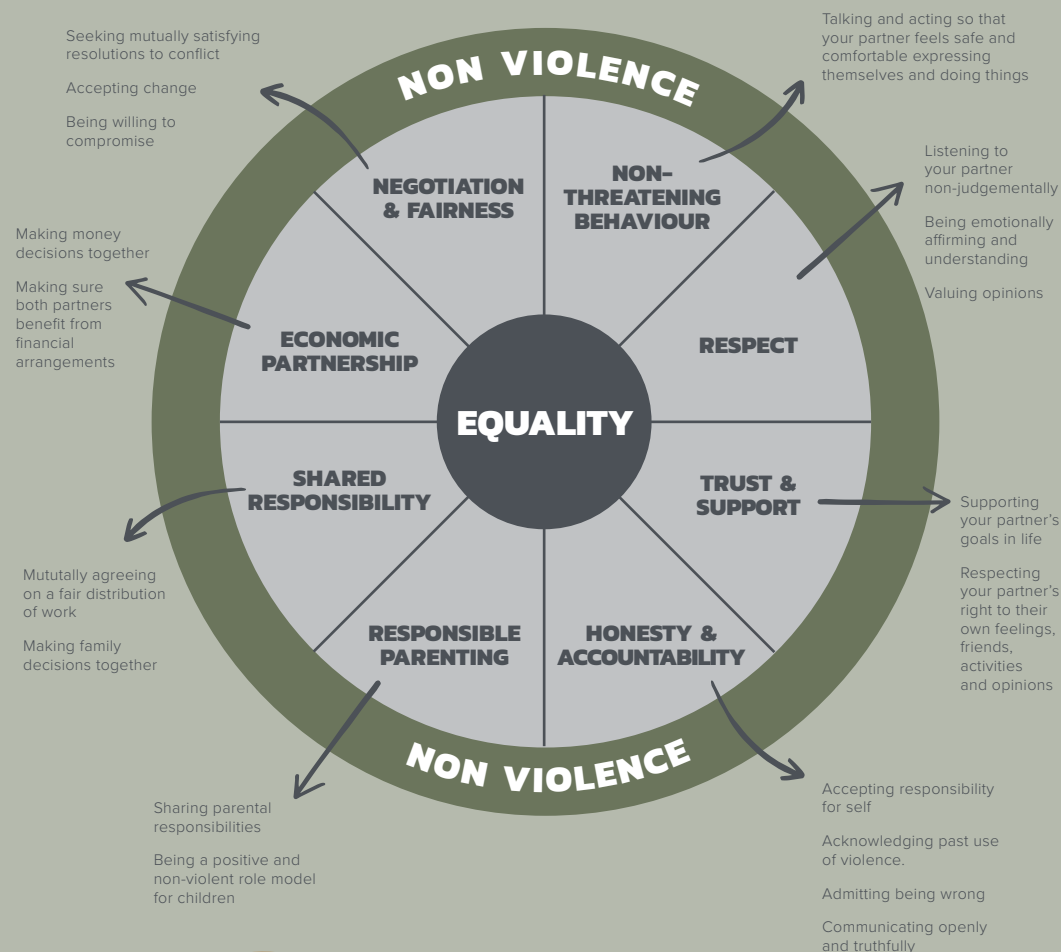 NON VIOLENCE
Seeking mutually satisfying
resolutions to conflict
Accepting change
Being willing to
compromise
Talking and acting so that
your partner feels safe and
comfortable expressing
themselves and doing things
NEGOTIATION
& FAIRNESS
NON-
THREATENING
BEHAVIOUR
Listening to
your partner
non-judgementally
Being emotionally
affirming and
understanding
Valuing opinions
Making money
decisions together
Making sure
both partners
benefit from
financial
arrangements
ECONOMIC
PARTNERSHIP
RESPECT
EQUALITY
SHARED
RESPONSIBILITY
TRUST &
SUPPORT
Supporting
your partner's
goals in life
Respecting
your partner's
right to their
own feelings,
friends,
activities
and opinions
Mututally agreeing
on a fair distribution
of work
Making family
decisions together
RESPONSIBLE
PARENTING
HONESTY &
ACCOUNTABILITY
NON VIOLENCE
Sharing parental
responsibilities
Being a positive and
non-violent role model
for children
Accepting responsibility
for self
Acknowledging past use
of violence.
Admitting being wrong
Communicating openly
and truthfully